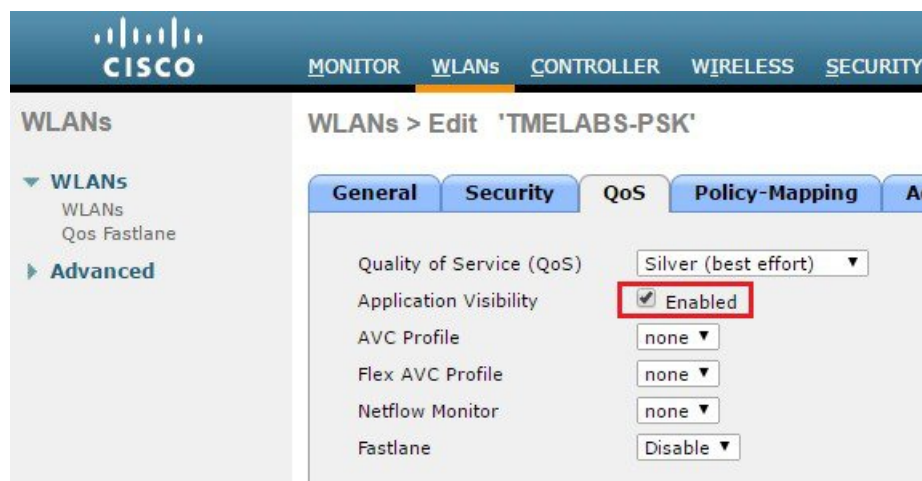 CISCO
MONITOR WLANs CONTROLLER WIRELESS SECURITY
WLANs
WLANs
WLANs
Qos Fastlane
Advanced
WLANs > Edit 'TMELABS-PSK'
General Security QoS Policy-Mapping
Quality of Service (QoS) Silver (best effort)
Application Visibility Enabled
AVC Profile none
Flex AVC Profile none
Netflow Monitor none
Fastlane Disable